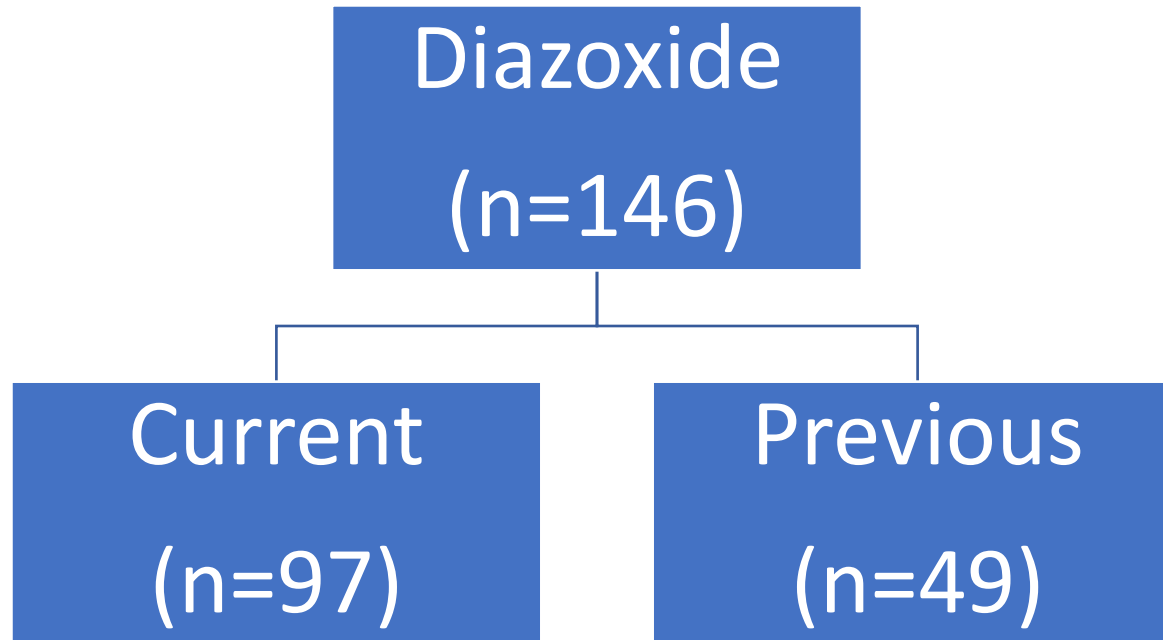 Diazoxide
(n=146)
Current
(n=97)
Previous
(n=49)